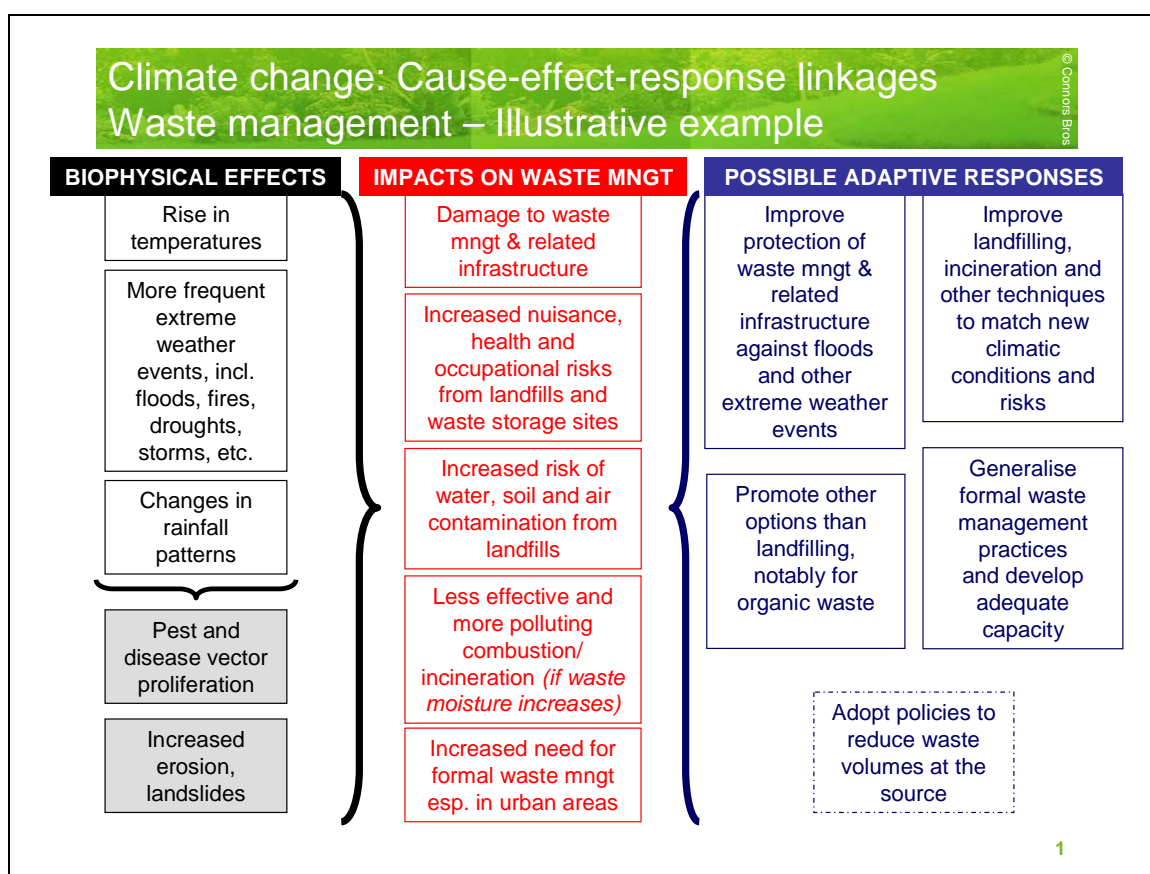 Climate change: Cause-effect-response linkages
Waste management – Illustrative example
© Connors Bros
BIOPHYSICAL EFFECTS
Rise in
temperatures
More frequent
extreme
weather
events, incl.
floods, fires,
droughts,
storms, etc.
Changes in
rainfall
patterns
Pest and
disease vector
proliferation
Increased
erosion,
landslides
IMPACTS ON WASTE MNGT
Damage to waste
mngt & related
infrastructure
Increased nuisance,
health and
occupational risks
from landfills and
waste storage sites
Increased risk of
water, soil and air
contamination from
landfills
Less effective and
more polluting
combustion/
incineration (if waste
moisture increases)
Increased need for
formal waste mngt
esp. in urban areas
POSSIBLE ADAPTIVE RESPONSES
Improve
protection of
waste mngt &
related
infrastructure
against floods
and other
extreme weather
events
Improve
landfilling,
incineration and
other techniques
to match new
climatic
conditions and
risks
Promote other
options than
landfilling,
notably for
organic waste
Generalise
formal waste
management
practices
and develop
adequate
capacity
Adopt policies to
reduce waste
volumes at the
source
1